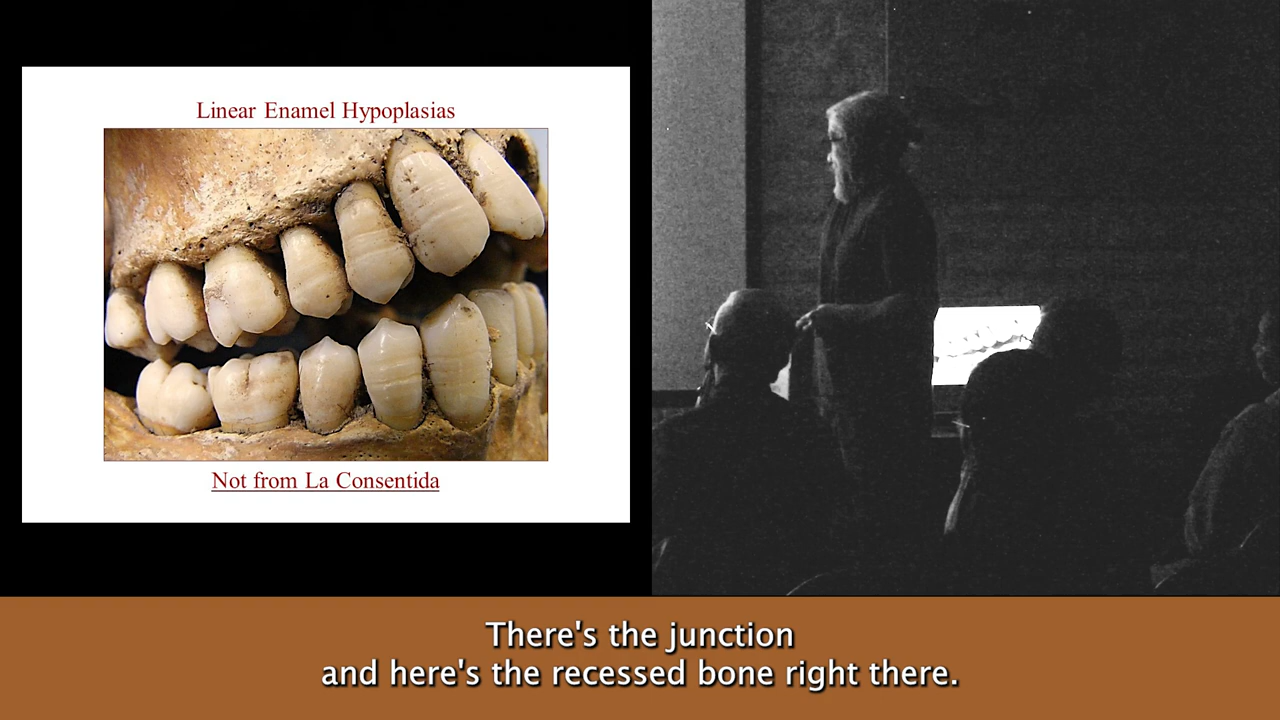 Linear Enamel Hypoplasias
Not from La Consentida
There's the junction
and here's the recessed bone right there.